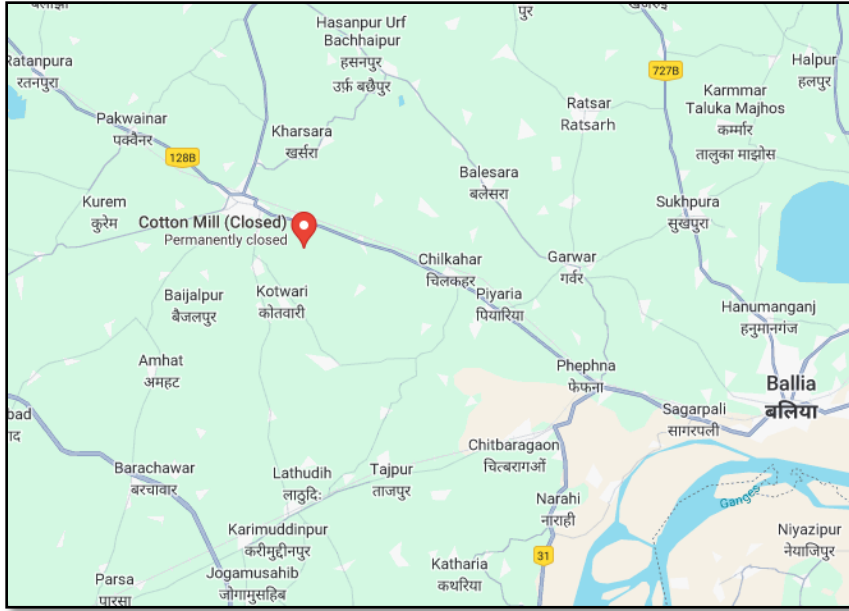 Hasanpur Urf
Bachhaipur
हसनपुर
उर्फ़ बछैपुर
पुर
Ratanpura
रतनपुरा
727B
Halpur
हलपुर
Karmmar
Taluka Majhos
कर्म्मार
तालुका माझोस
Ratsar
Ratsarh
Pakwainar
पक्वैनर
Kharsara
खर्सरा
128B
Balesara
बलेसरा
Kurem
कुरेम
Sukhpura
सुखपुरा
Cotton Mill (Closed)
Permanently closed
Chilkahar
चिलकहर
Garwar
गर्वर
Baijalpur
बैजलपुर
Kotwari
कोतवारी
Piyaria
पियारिया
Hanumanganj
हनुमानगंज
Amhat
अमहट
Phephna
फेफना
Ballia
बलिया
Sagarpali
सागरपली
bad
ाद
Chitbaragaon
चित्बरागओं
Barachawar
बरचावार
Lathudih
लाठुदिः
Tajpur
ताजपुर
Ganges
Narahi
नाराही
Karimuddinpur
करीमुद्दीनपुर
Niyazipur
नेयाजिपुर
31
Jogamusahib
जोगामुसहिब
Katharia
कथरिया
Parsa
पारसा